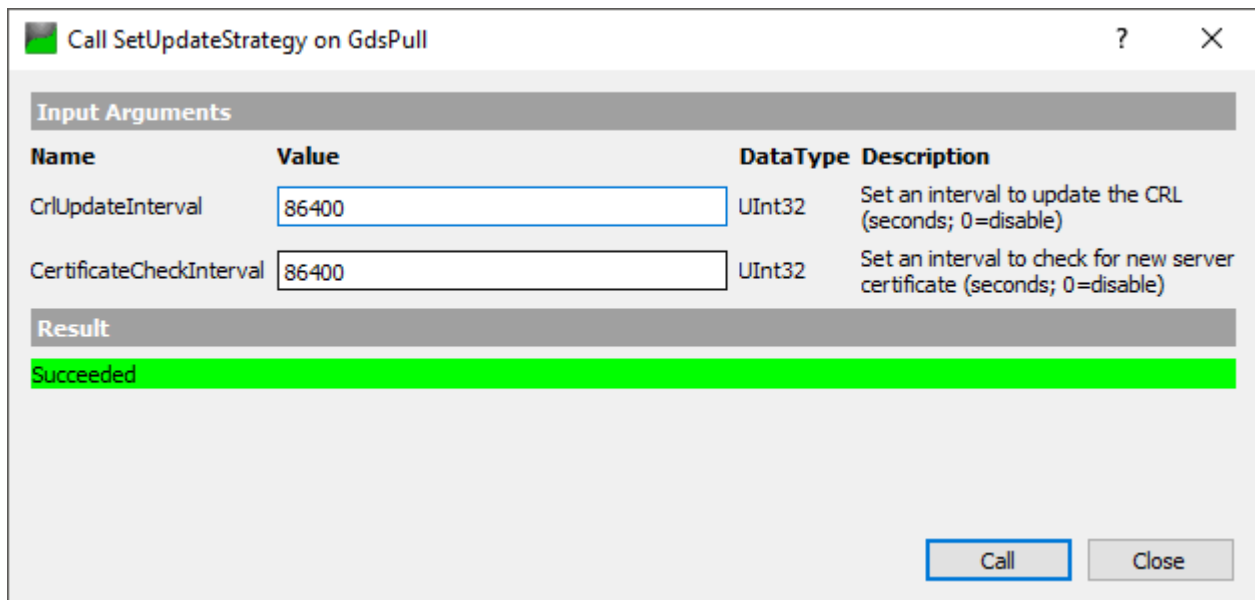 Call SetUpdateStrategy on GdsPull ?
Input Arguments
Name Value DataType Description
CrlUpdateInterval 86400 UInt32 Set an interval to update the CRL
(seconds; 0=disable)
CertificateCheckInterval 86400 UInt32 Set an interval to check for new server
certificate (seconds; 0=disable)
Result
Succeeded
Call Close